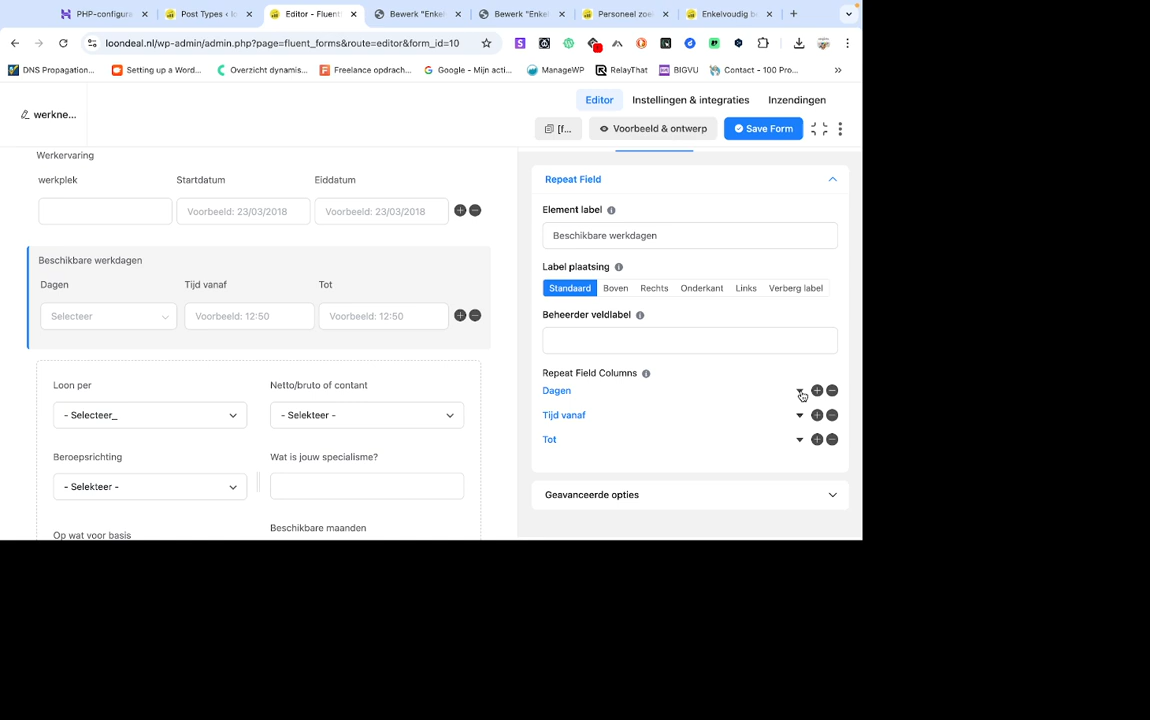 PHP-configura
Post Types ‹ lo
Editor - Fluent
Bewerk "Enkel
Bewerk "Enkel
Personeel zoe
Enkelvoudig b
loondeal.nl/wp-admin/admin.php?page=fluent_forms&route=editor&form_id=10
DNS Propagation...
Setting up a Word...
Overzicht dynamis...
Freelance opdrach...
Google - Mijn acti...
ManageWP
RelayThat
BIGVU
Contact - 100 Pro...
»
werkne...
Editor
Instellingen & integraties
Inzendingen
[f...
Voorbeeld & ontwerp
Save Form
Werkervaring
werkplek
Startdatum
Eiddatum
Voorbeeld: 23/03/2018
Voorbeeld: 23/03/2018
Beschikbare werkdagen
Dagen
Tijd vanaf
Tot
Selecteer
Voorbeeld: 12:50
Voorbeeld: 12:50
Loon per
Netto/bruto of contant
- Selecteer_
- Selekteer -
Beroepsrichting
Wat is jouw specialisme?
- Selekteer -
Op wat voor basis
Beschikbare maanden
Repeat Field
Element label
Beschikbare werkdagen
Label plaatsing
Standaard
Boven
Rechts
Onderkant
Links
Verberg label
Beheerder veldlabel
Repeat Field Columns
Dagen
Tijd vanaf
Tot
Geavanceerde opties